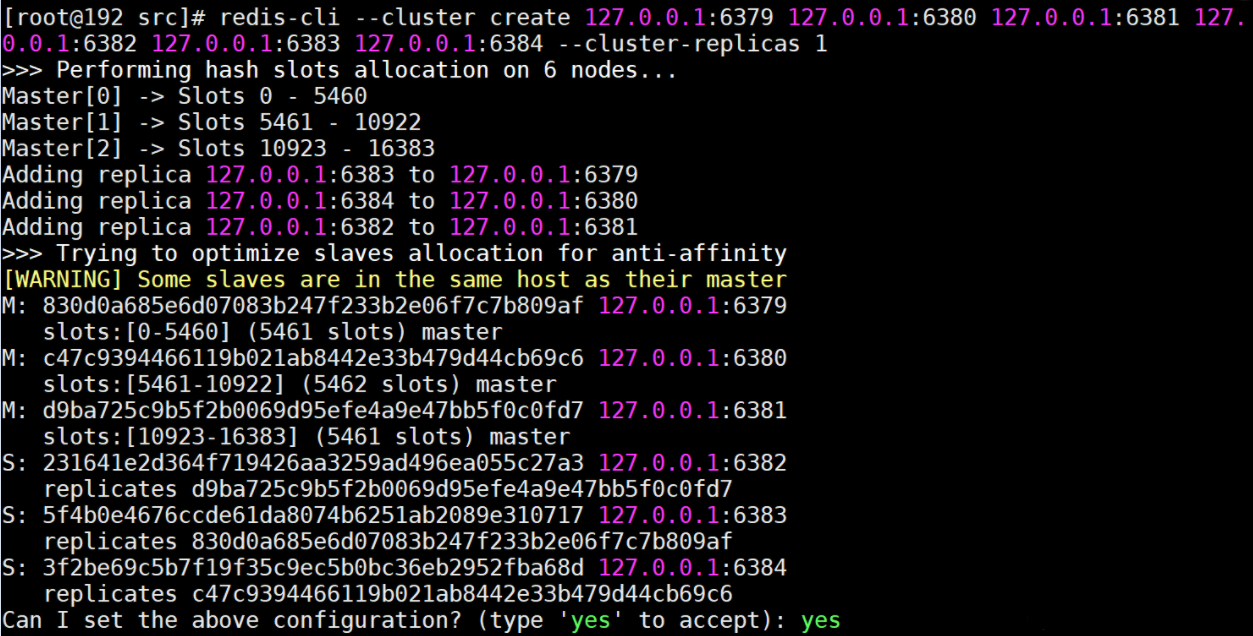 [root@192 src]# redis-cli --cluster create 127.0.0.1:6379 127.0.0.1:6380 127.0.0.1:6381 127.
0.0.1:6382 127.0.0.1:6383 127.0.0.1:6384 --cluster-replicas 1
>>> Performing hash slots allocation on 6 nodes...
Master[0] -> Slots 0 - 5460
Master[1] -> Slots 5461 - 10922
Master[2] -> Slots 10923 - 16383
Adding replica 127.0.0.1:6383 to 127.0.0.1:6379
Adding replica 127.0.0.1:6384 to 127.0.0.1:6380
Adding replica 127.0.0.1:6382 to 127.0.0.1:6381
>>> Trying to optimize slaves allocation for anti-affinity
[WARNING] Some slaves are in the same host as their master
M: 830d0a685e6d07083b247f233b2e06f7c7b809af 127.0.0.1:6379
   slots:[0-5460] (5461 slots) master
M: c47c9394466119b021ab8442e33b479d44cb69c6 127.0.0.1:6380
   slots:[5461-10922] (5462 slots) master
M: d9ba725c9b5f2b0069d95efe4a9e47bb5f0c0fd7 127.0.0.1:6381
   slots:[10923-16383] (5461 slots) master
S: 231641e2d364f719426aa3259ad496ea055c27a3 127.0.0.1:6382
   replicates d9ba725c9b5f2b0069d95efe4a9e47bb5f0c0fd7
S: 5f4b0e4676ccde61da8074b6251ab2089e310717 127.0.0.1:6383
   replicates 830d0a685e6d07083b247f233b2e06f7c7b809af
S: 3f2be69c5b7f19f35c9ec5b0bc36eb2952fba68d 127.0.0.1:6384
   replicates c47c9394466119b021ab8442e33b479d44cb69c6
Can I set the above configuration? (type 'yes' to accept): yes